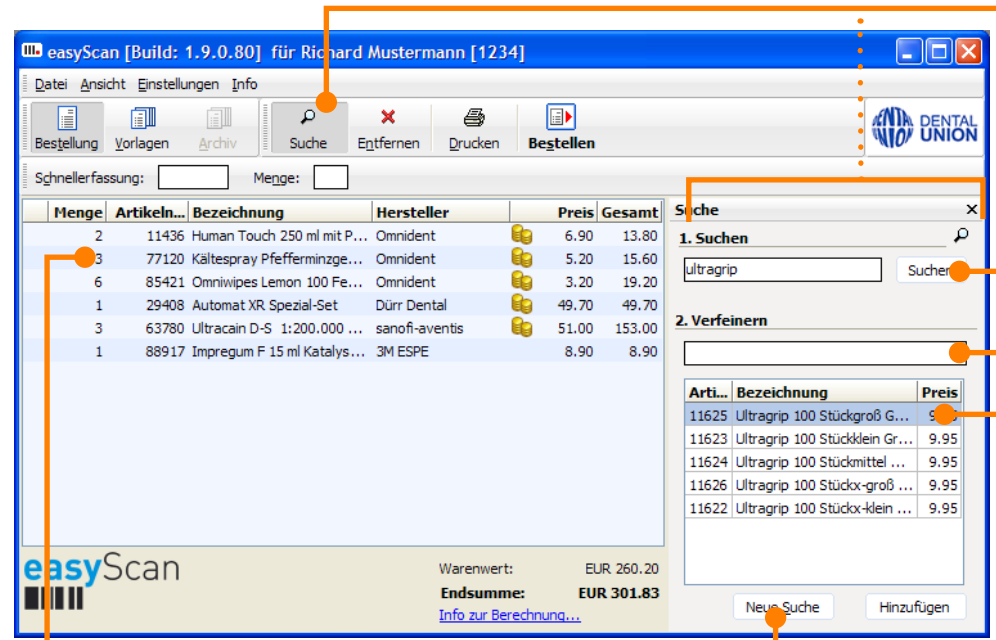 easyScan [Build: 1.9.0.80] für Richard Mustermann [1234]
Datei Ansicht Einstellungen Info
Bestellung Vorlagen Archiv Suche Entfernen Drucken Bestellen
DENTAL
UNION
Schnellerfassung: Menge:
Menge Artikeln... Bezeichnung Hersteller Preis Gesamt
2 11436 Human Touch 250 ml mit P... Omnident 6.90 13.80
3 77120 Kältespray Pfefferminzge... Omnident 5.20 15.60
6 85421 Omniwipes Lemon 100 Fe... Omnident 3.20 19.20
1 29408 Automat XR Spezial-Set Dürr Dental 49.70 49.70
3 63780 Ultracain D-S 1:200.000 ... sanofi-aventis 51.00 153.00
1 88917 Impregum F 15 ml Katalys... 3M ESPE 8.90 8.90
Suche
1. Suchen
ultragrip Suchen
2. Verfeinern
Arti... Bezeichnung Preis
11625 Ultragrip 100 Stückgroß G...
11623 Ultragrip 100 Stückklein Gr... 9.95
11624 Ultragrip 100 Stückmittel ... 9.95
11626 Ultragrip 100 Stückx-groß ... 9.95
11622 Ultragrip 100 Stückx-klein ... 9.95
Neue Suche Hinzufügen
easyScan
Warenwert: EUR 260.20
Endsumme: EUR 301.83
Info zur Berechnung...